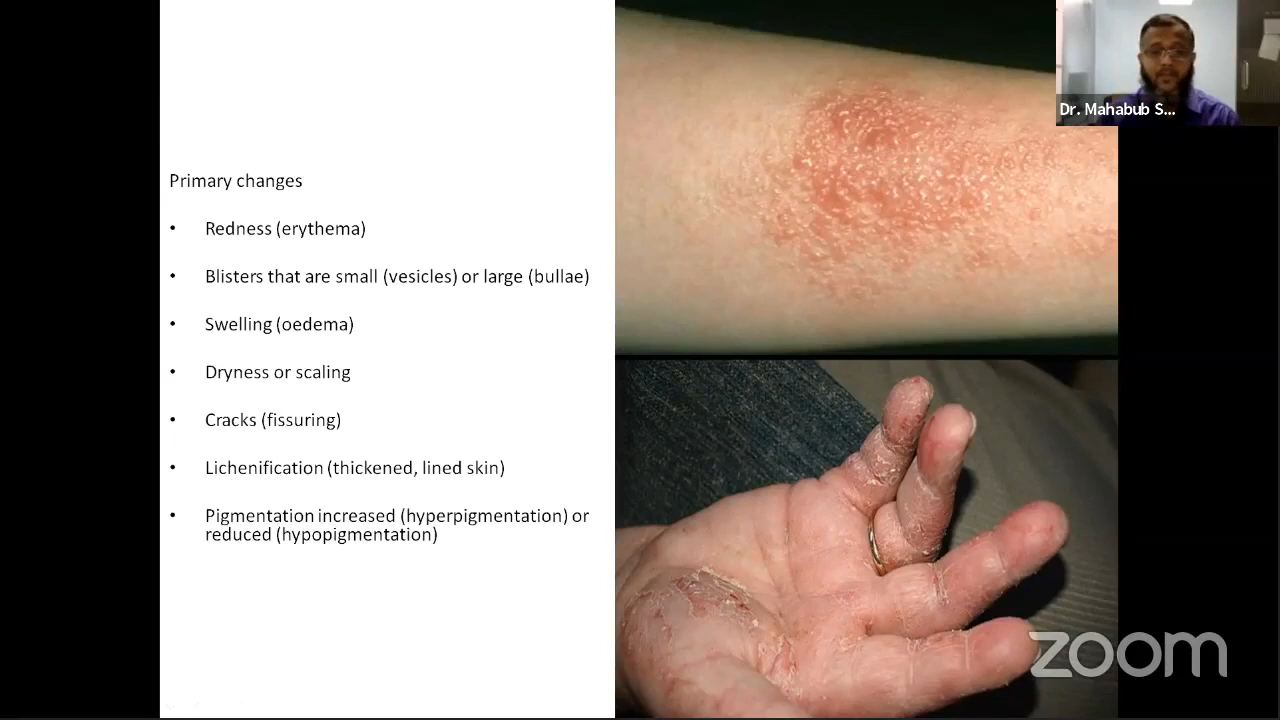 Primary changes
• Redness (erythema)
• Blisters that are small (vesicles) or large (bullae)
• Swelling (oedema)
• Dryness or scaling
• Cracks (fissuring)
• Lichenification (thickened, lined skin)
• Pigmentation increased (hyperpigmentation) or
reduced (hypopigmentation)
Dr. Mahabub S...
zoom